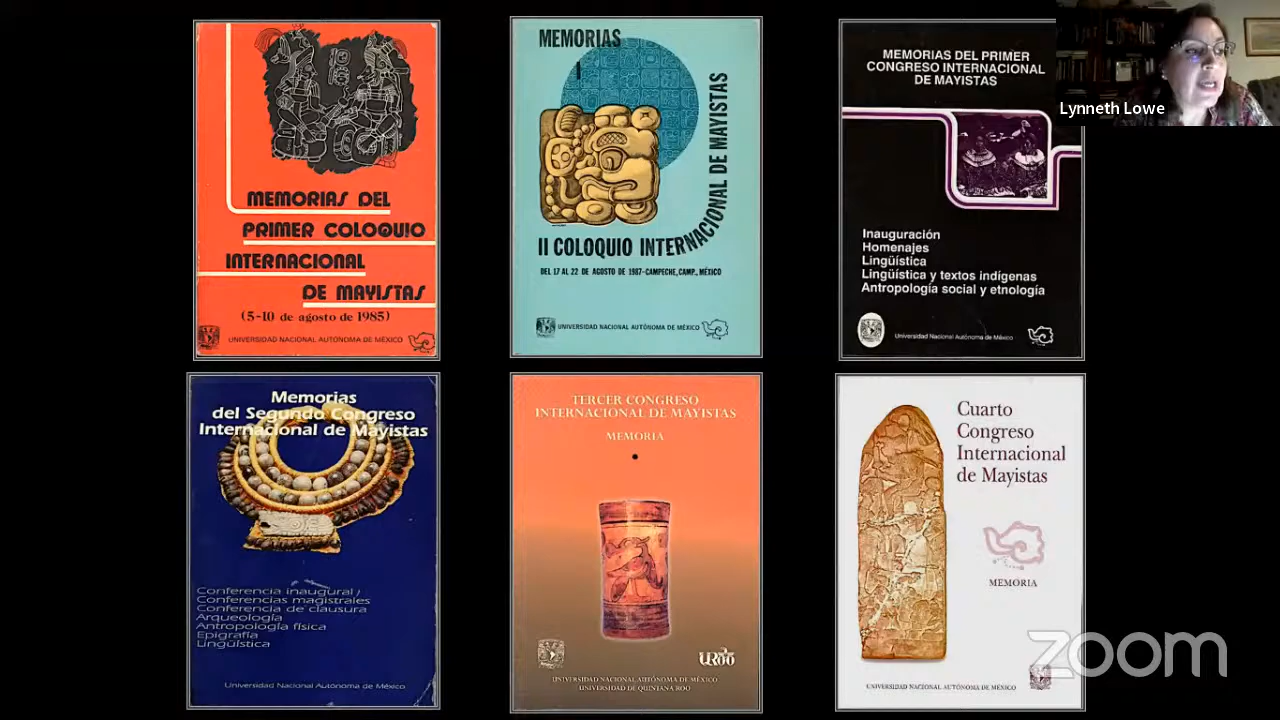 MEMORIAS DEL
PRIMER COLOQUIO
INTERNACIONAL
DE MAYISTAS
(5-10 de agosto de 1985)
UNIVERSIDAD NACIONAL AUTÓNOMA DE MÉXICO
MEMORIAS
I
II COLOQUIO INTERNACIONAL DE MAYISTAS
DEL 17 AL 22 DE AGOSTO DE 1987-CAMPECHE, CAMP., MÉXICO
UNIVERSIDAD NACIONAL AUTÓNOMA DE MÉXICO
MEMORIAS DEL PRIMER
CONGRESO INTERNACIONAL
DE MAYISTAS
Inauguración
Homenajes
Lingüística
Lingüística y textos indígenas
Antropología social y etnología
Universidad Nacional Autónoma de México
Lynneth Lowe
Memorias
del Segundo Congreso
Internacional de Mayistas
Conferencia inaugural /
Conferencias magistrales
Conferencia de clausura
Arqueología
Antropología física
Epigrafía
Lingüística
Universidad Nacional Autónoma de México
TERCER CONGRESO
INTERNACIONAL DE MAYISTAS
MEMORIA
UQROO
UNIVERSIDAD NACIONAL AUTÓNOMA DE MÉXICO
UNIVERSIDAD DE QUINTANA ROO
Cuarto
Congreso
Internacional
de Mayistas
MEMORIA
UNIVERSIDAD NACIONAL AUTÓNOMA DE MÉXICO
zoom